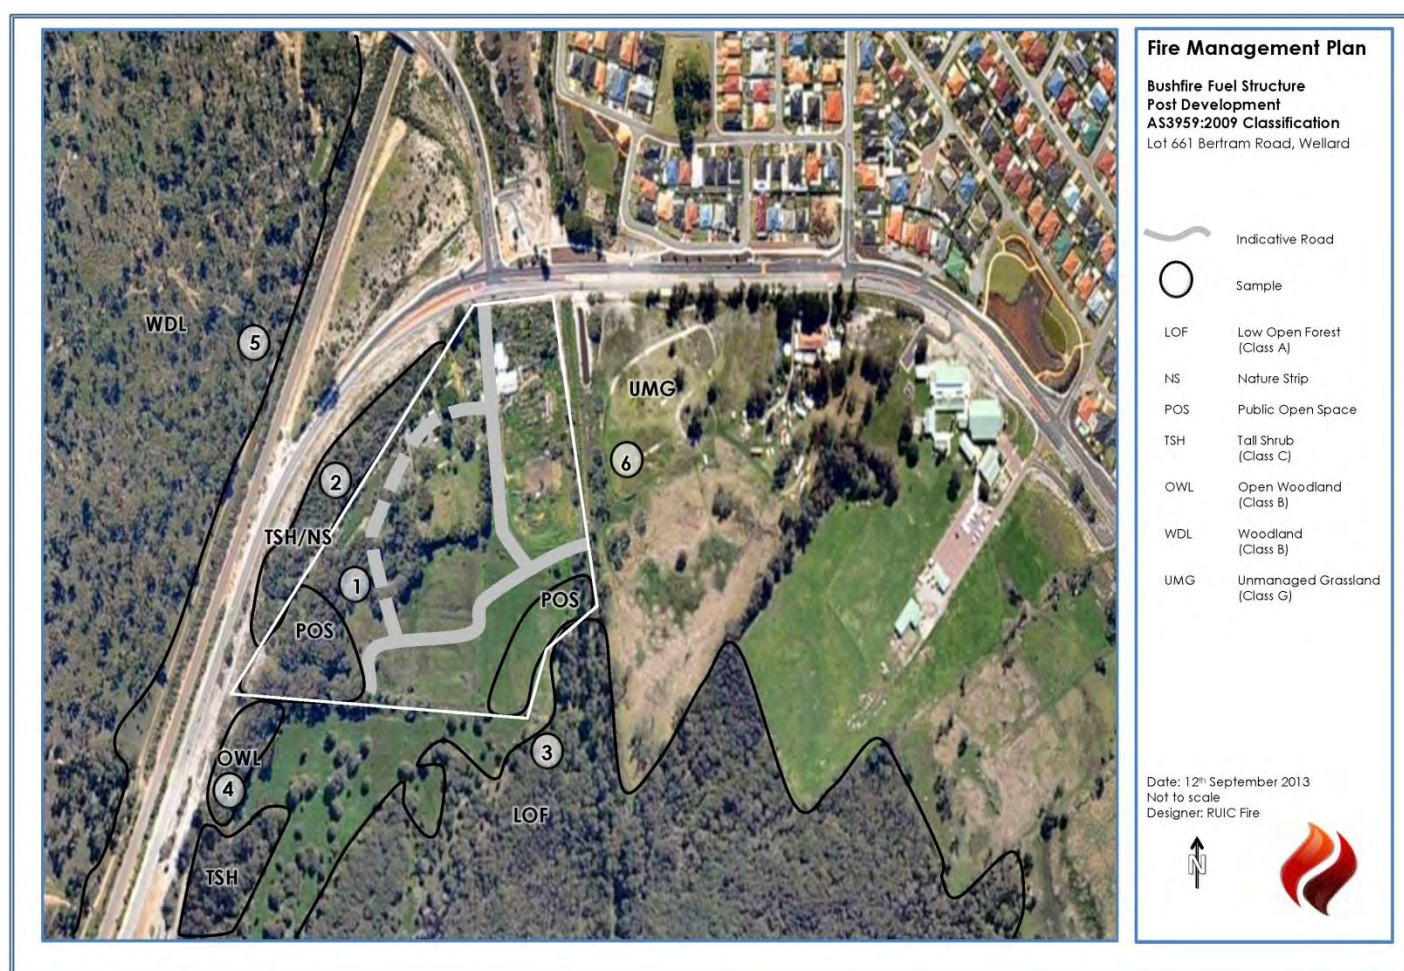 Fire Management Plan
Bushfire Fuel Structure
Post Development
AS3959:2009 Classification
Lot 661 Bertram Road, Wellard
Indicative Road
Sample
LOF Low Open Forest
(Class A)
NS Nature Strip
POS Public Open Space
TSH Tall Shrub
(Class C)
OWL Open Woodland
(Class B)
WDL Woodland
(Class B)
UMG Unmanaged Grassland
(Class G)
Date: 12th September 2013
Not to scale
Designer: RUIC Fire
N
WDL
5
UMG
6
2
TSH/NS
1
POS
POS
OWL
4
3
LOF
TSH